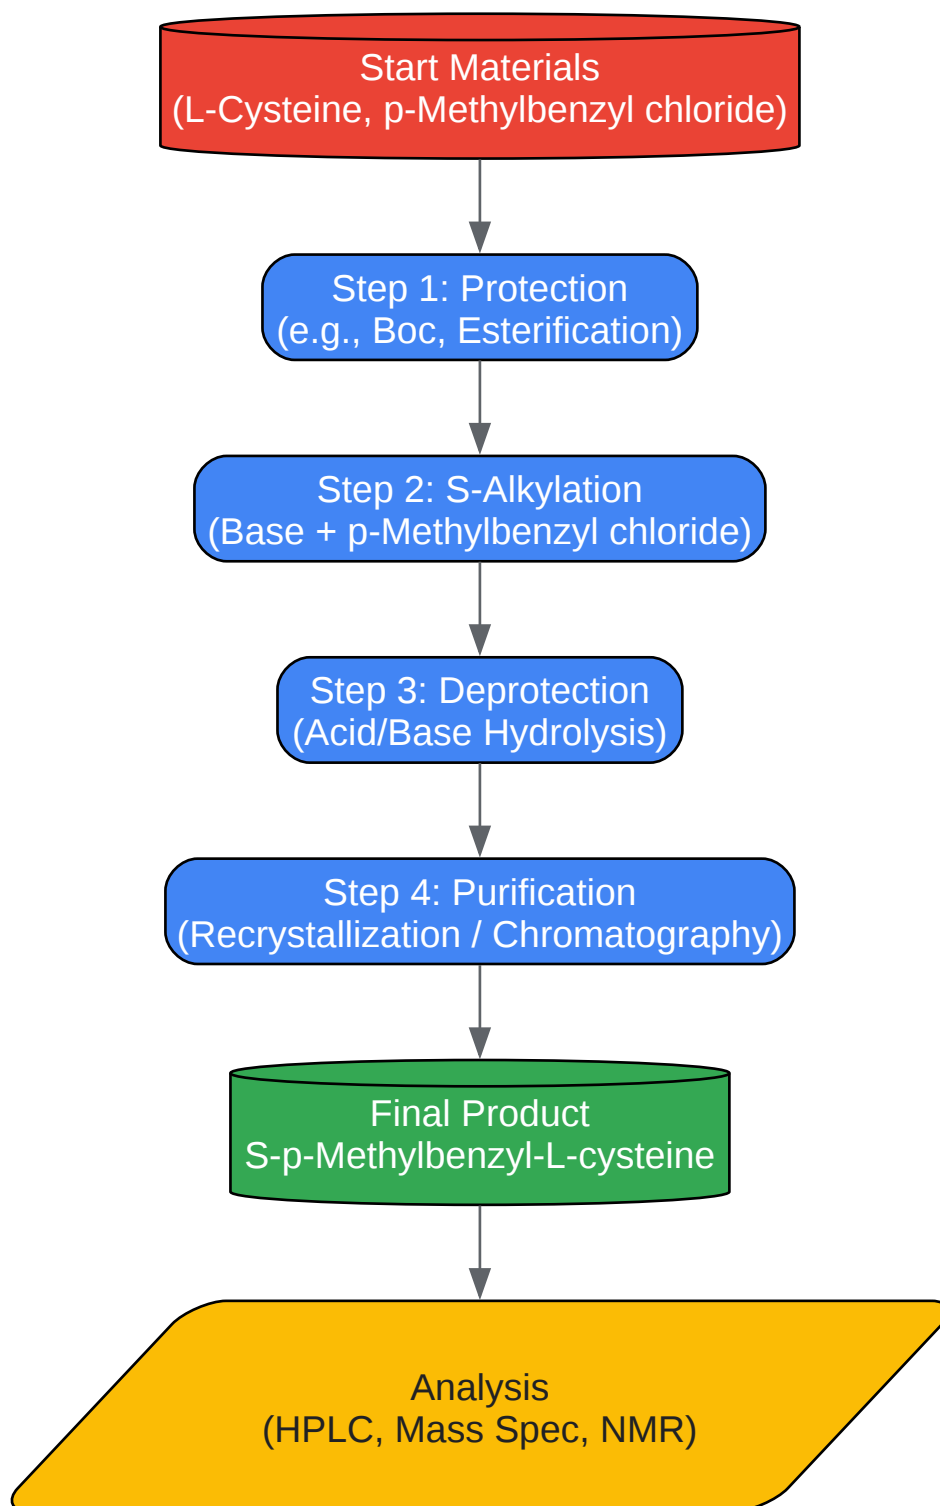 Start Materials
(L-Cysteine, p-Methylbenzyl chloride)
Step 1: Protection
(e.g., Boc, Esterification)
Step 2: S-Alkylation
(Base + p-Methylbenzyl chloride)
Step 3: Deprotection
(Acid/Base Hydrolysis)
Step 4: Purification
(Recrystallization / Chromatography)
Final Product
S-p-Methylbenzyl-L-cysteine
Analysis
(HPLC, Mass Spec, NMR)